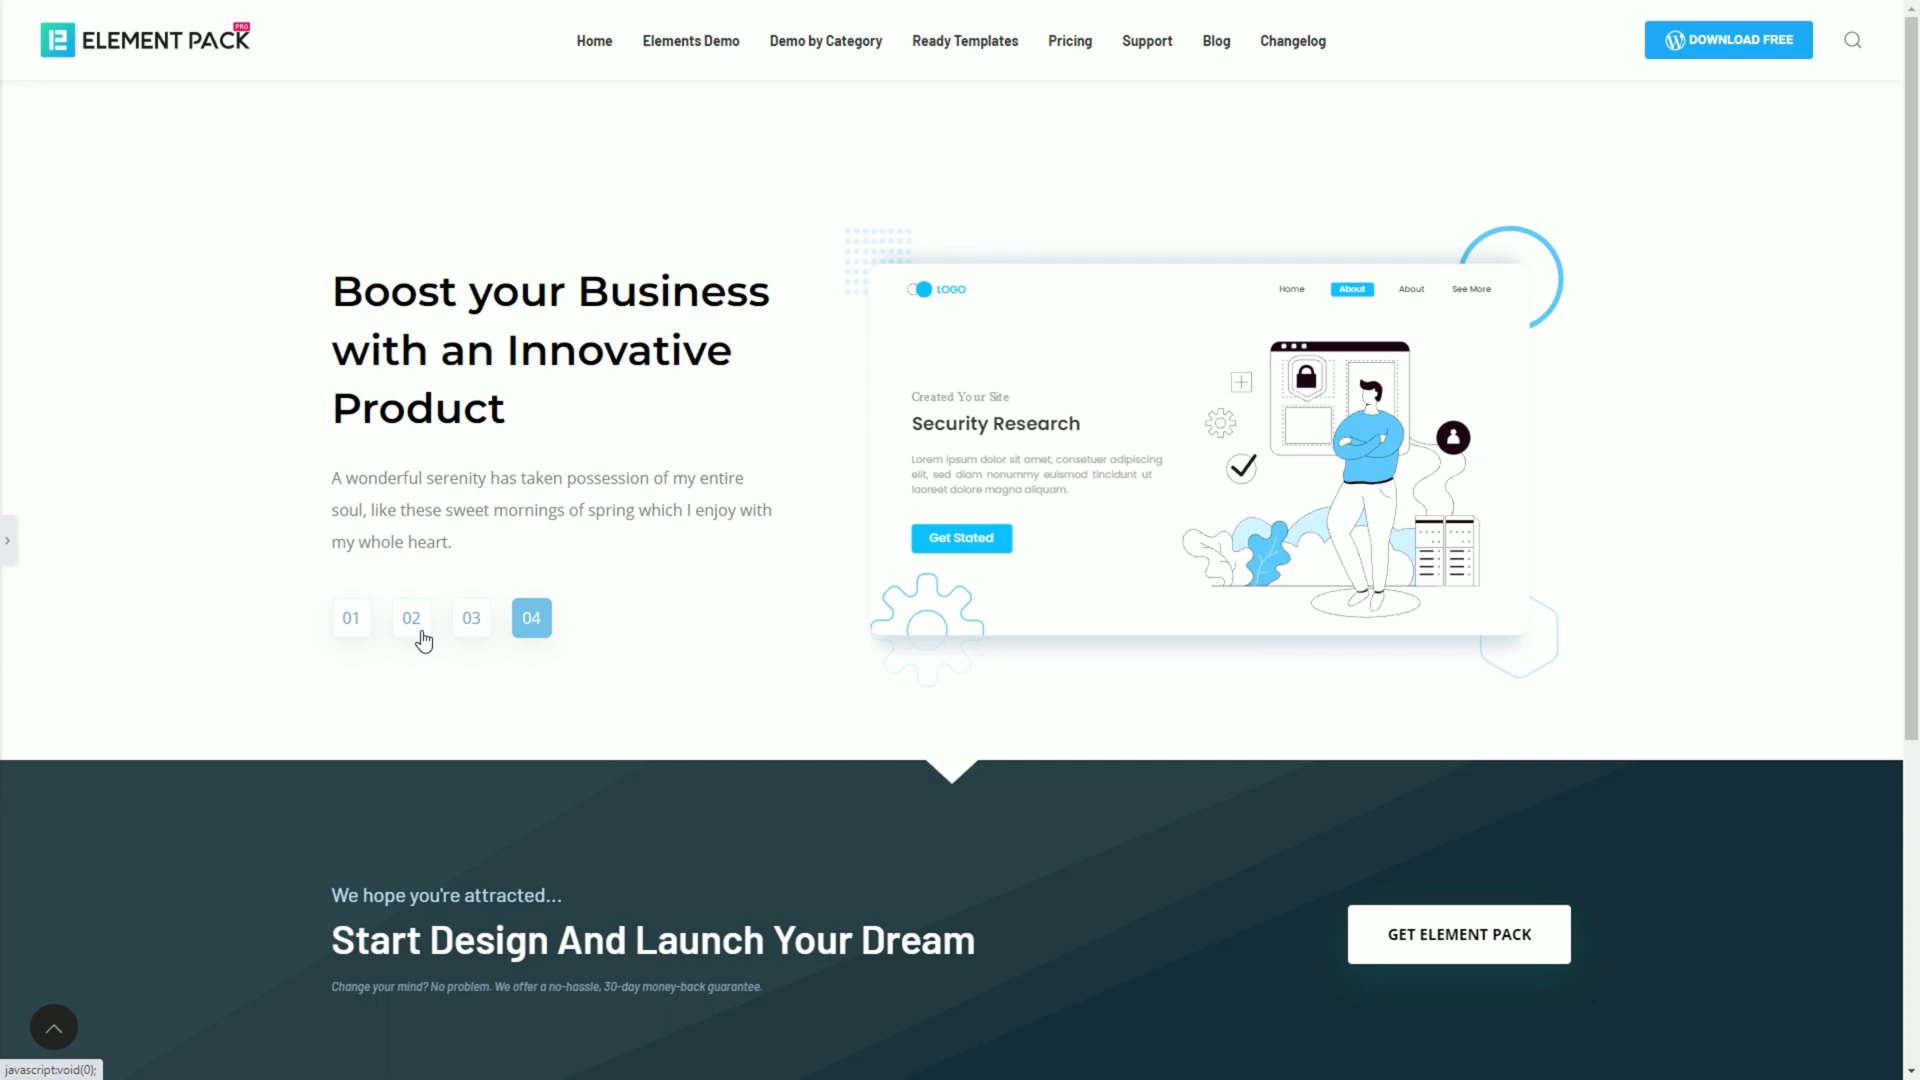 ELEMENT PACK PRO
Home
Elements Demo
Demo by Category
Ready Templates
Pricing
Support
Blog
Changelog
DOWNLOAD FREE
Boost your Business
with an Innovative
Product
A wonderful serenity has taken possession of my entire
soul, like these sweet mornings of spring which I enjoy with
my whole heart.
01
02
03
04
LOGO
Home
About
About
See More
Created Your Site
Security Research
Lorem ipsum dolor sit amet, consetuer adipiscing
elit, sed diam nonummy euismod tincidunt ut
laoreet dolore magna aliquam.
Get Stated
We hope you're attracted...
Start Design And Launch Your Dream
Change your mind? No problem. We offer a no-hassle, 30-day money-back guarantee.
GET ELEMENT PACK
javascript:void(0);